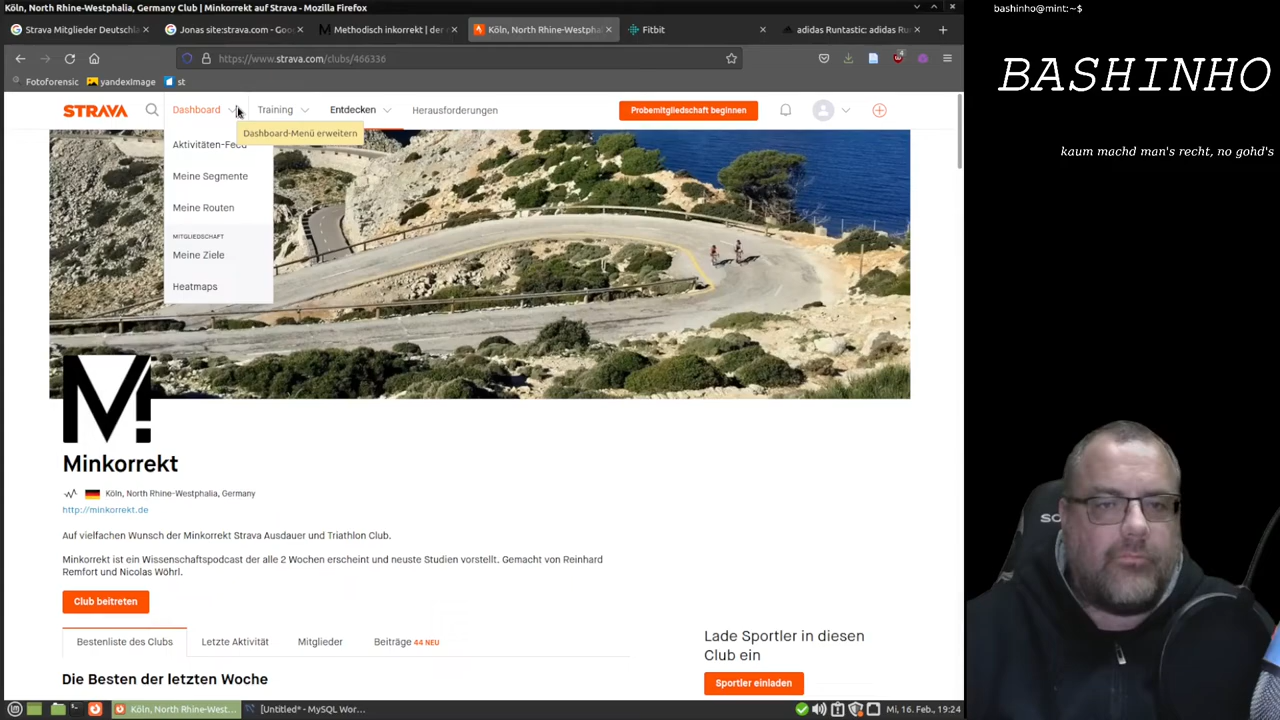 Köln, North Rhine-Westphalia, Germany Club | Minkorrekt auf Strava - Mozilla Firefox
Strava Mitglieder Deutschla
Jonas site:strava.com - Goo
Methodisch inkorrekt | der r
Köln, North Rhine-Westpha
Fitbit
adidas Runtastic: adidas Ru
https://www.strava.com/clubs/466336
4
Fotoforensic
yandexImage
st
STRAVA
Dashboard
Training
Entdecken
Herausforderungen
Probemitgliedschaft beginnen
Dashboard-Menü erweitern
Aktivitäten-Feed
Meine Segmente
Meine Routen
MITGLIEDSCHAFT
Meine Ziele
Heatmaps
M!
Minkorrekt
Köln, North Rhine-Westphalia, Germany
http://minkorrekt.de
Auf vielfachen Wunsch der Minkorrekt Strava Ausdauer und Triathlon Club.
Minkorrekt ist ein Wissenschaftspodcast der alle 2 Wochen erscheint und neuste Studien vorstellt. Gemacht von Reinhard
Remfort und Nicolas Wöhrl.
Club beitreten
Bestenliste des Clubs
Letzte Aktivität
Mitglieder
Beiträge 44 NEU
Die Besten der letzten Woche
Lade Sportler in diesen
Club ein
Sportler einladen
Köln, North Rhine-West...
[Untitled* - MySQL Wor...
Mi, 16. Feb., 19:24
bashinho@mint:~$
BASHINHO
kaum machd man's recht, no gohd's